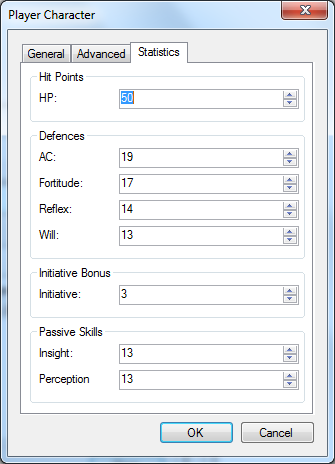 Player Character
General Advanced Statistics
Hit Points
HP: 50
Defences
AC: 19
Fortitude: 17
Reflex: 14
Will: 13
Initiative Bonus
Initiative: 3
Passive Skills
Insight: 13
Perception 13
OK Cancel